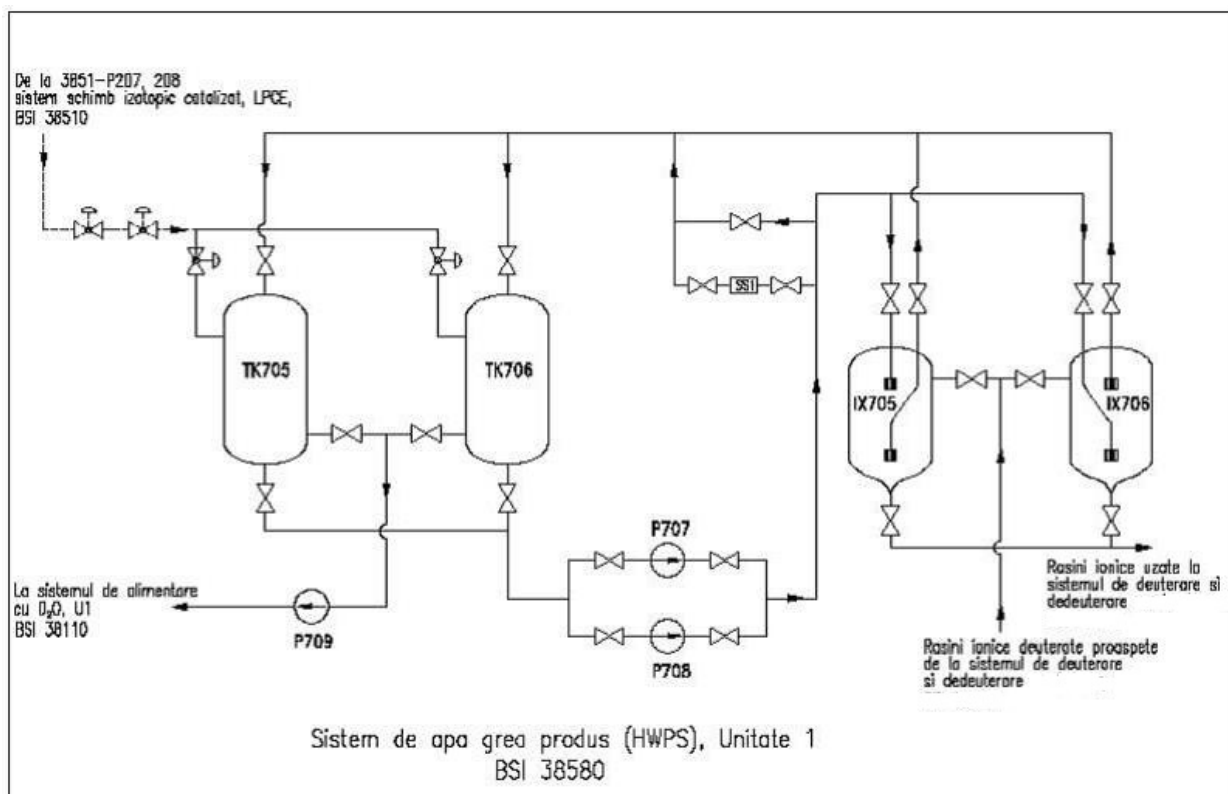 De la 3851-P207, 208
sistem schimb izotopic catalizat, LPCE,
BSI 38510
SS1
TK705
TK706
IX705
IX706
P707
P708
P709
La sistemul de alimentare
cu D₂O, U1
BSI 38110
Rasini ionice uzate la
sistemul de deuterare si
dedeuterare
Rasini ionice deuterate proaspete
de la sistemul de deuterare
si dedeuterare
Sistem de apa grea produs (HWPS), Unitate 1
BSI 38580